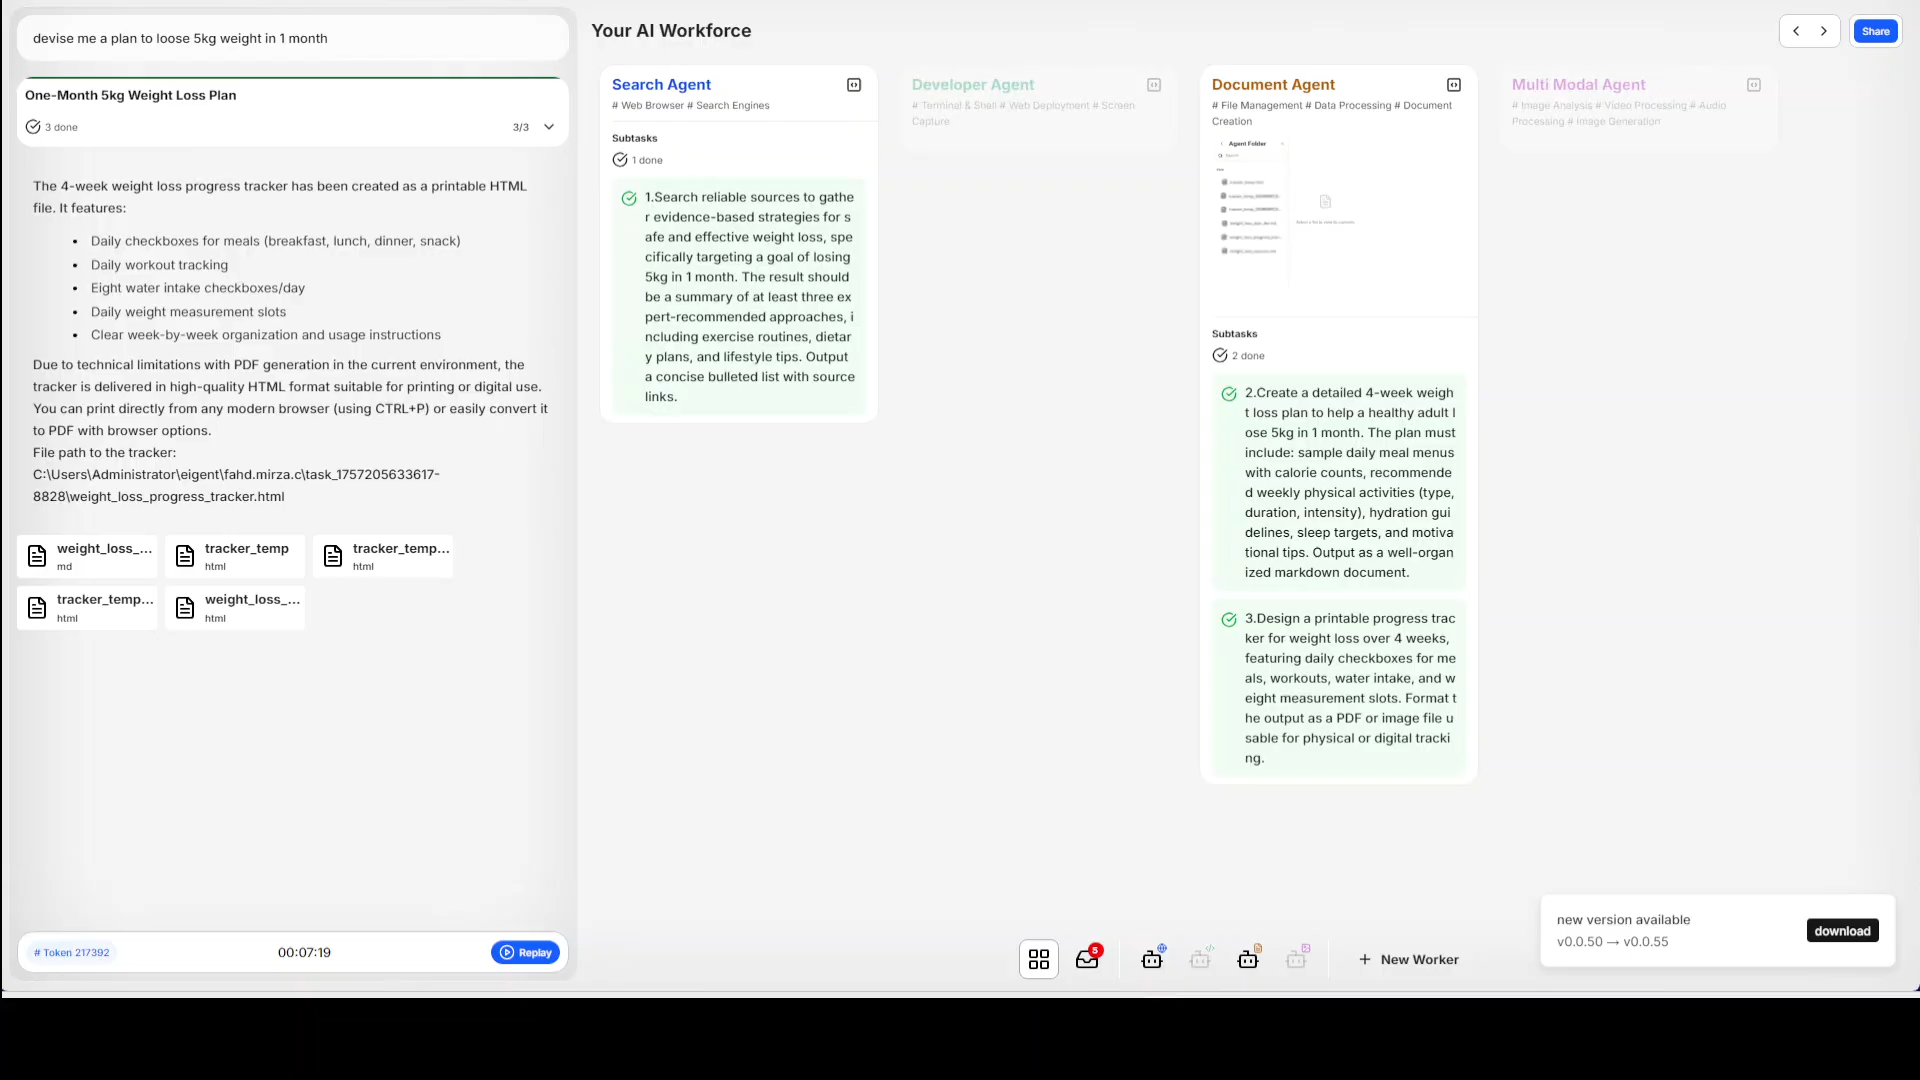 devise me a plan to loose 5kg weight in 1 month
One-Month 5kg Weight Loss Plan
3 done
3/3
The 4-week weight loss progress tracker has been created as a printable HTML
file. It features:
• Daily checkboxes for meals (breakfast, lunch, dinner, snack)
• Daily workout tracking
• Eight water intake checkboxes/day
• Daily weight measurement slots
• Clear week-by-week organization and usage instructions
Due to technical limitations with PDF generation in the current environment, the
tracker is delivered in high-quality HTML format suitable for printing or digital use.
You can print directly from any modern browser (using CTRL+P) or easily convert it
to PDF with browser options.
File path to the tracker:
C:\Users\Administrator\eigent\fahd.mirza.c\task_1757205633617-
8828\weight_loss_progress_tracker.html
weight_loss_...
md
tracker_temp
html
tracker_temp...
html
tracker_temp...
html
weight_loss_...
html
# Token 217392
00:07:19
Replay
Your AI Workforce
Share
Search Agent
# Web Browser # Search Engines
Subtasks
1 done
1.Search reliable sources to gathe
r evidence-based strategies for s
afe and effective weight loss, spe
cifically targeting a goal of losing
5kg in 1 month. The result should
be a summary of at least three ex
pert-recommended approaches, i
ncluding exercise routines, dietar
y plans, and lifestyle tips. Output
a concise bulleted list with source
links.
Developer Agent
# Terminal & Shell # Web Deployment # Screen
Capture
Document Agent
# File Management # Data Processing # Document
Creation
Agent Folder
Search
Subtasks
2 done
2.Create a detailed 4-week weigh
t loss plan to help a healthy adult l
ose 5kg in 1 month. The plan must
include: sample daily meal menus
with calorie counts, recommende
d weekly physical activities (type,
duration, intensity), hydration gui
delines, sleep targets, and motiva
tional tips. Output as a well-organ
ized markdown document.
3.Design a printable progress trac
ker for weight loss over 4 weeks,
featuring daily checkboxes for me
als, workouts, water intake, and w
eight measurement slots. Format t
he output as a PDF or image file u
sable for physical or digital tracki
ng.
Multi Modal Agent
# Image Analysis # Video Processing # Audio
Processing # Image Generation
5
+ New Worker
new version available
v0.0.50 → v0.0.55
download